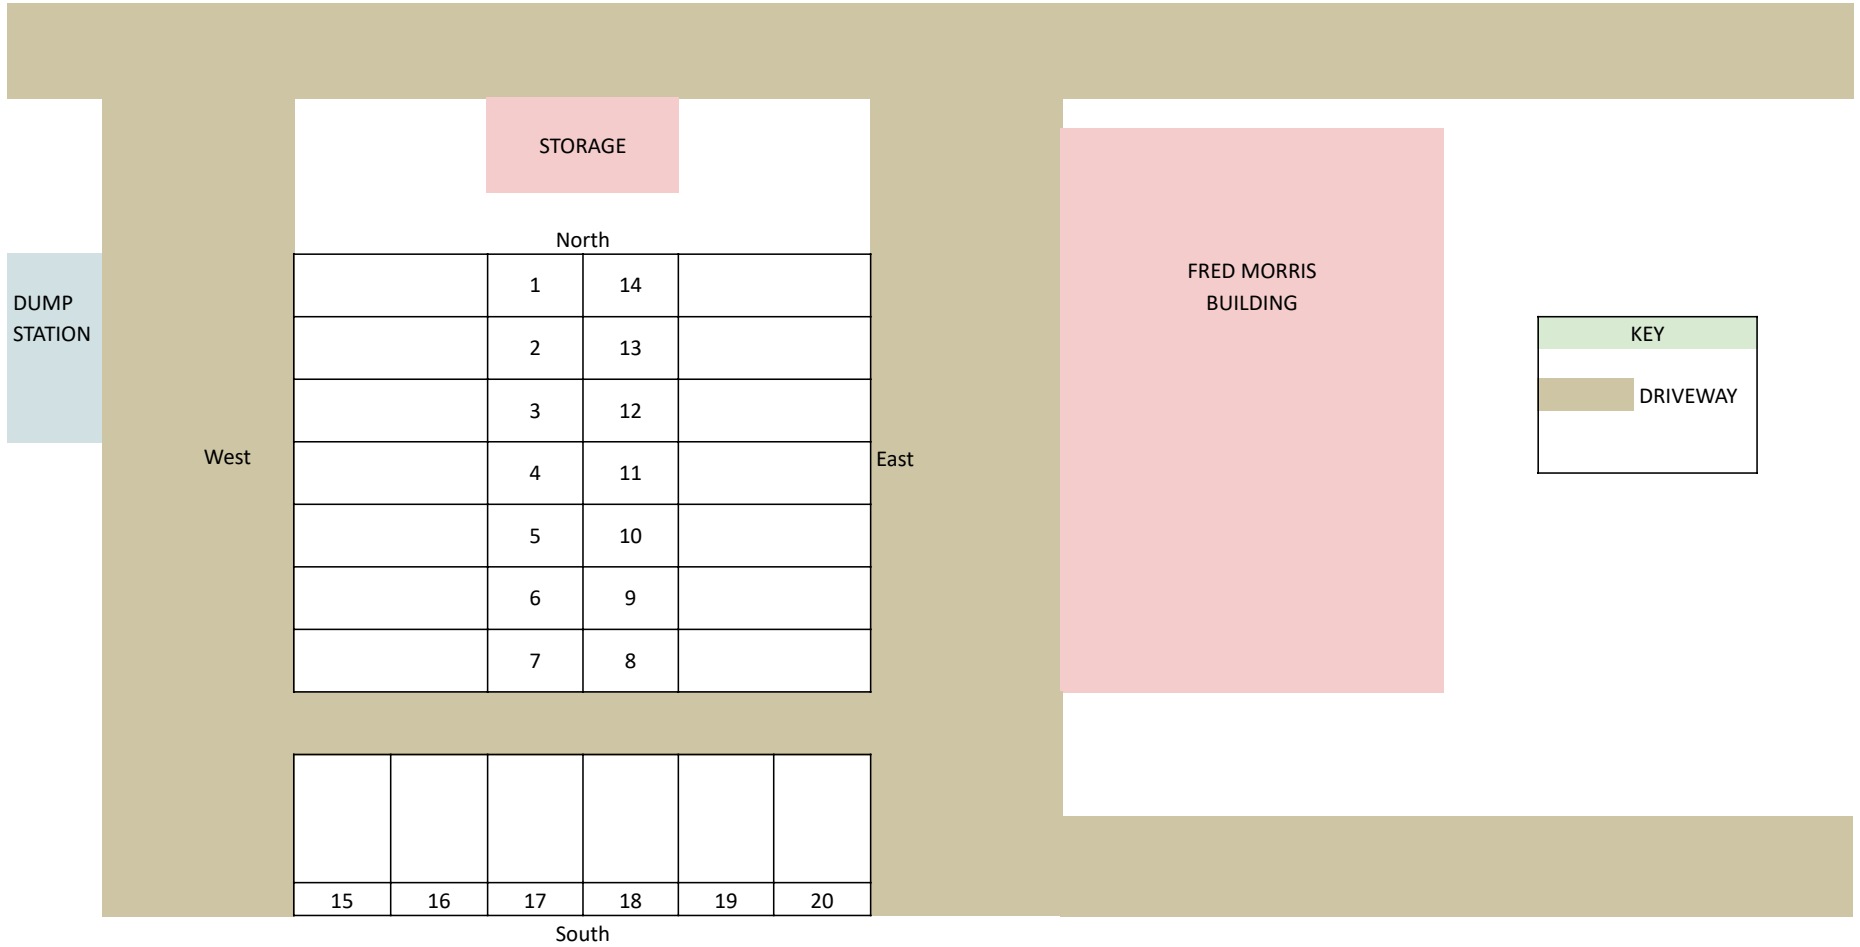 STORAGE
North
1 14
FRED MORRIS
BUILDING
DUMP
STATION
KEY
2 13
DRIVEWAY
3 12
West
East
4 11
5 10
6 9
7 8
15 16 17 18 19 20
South